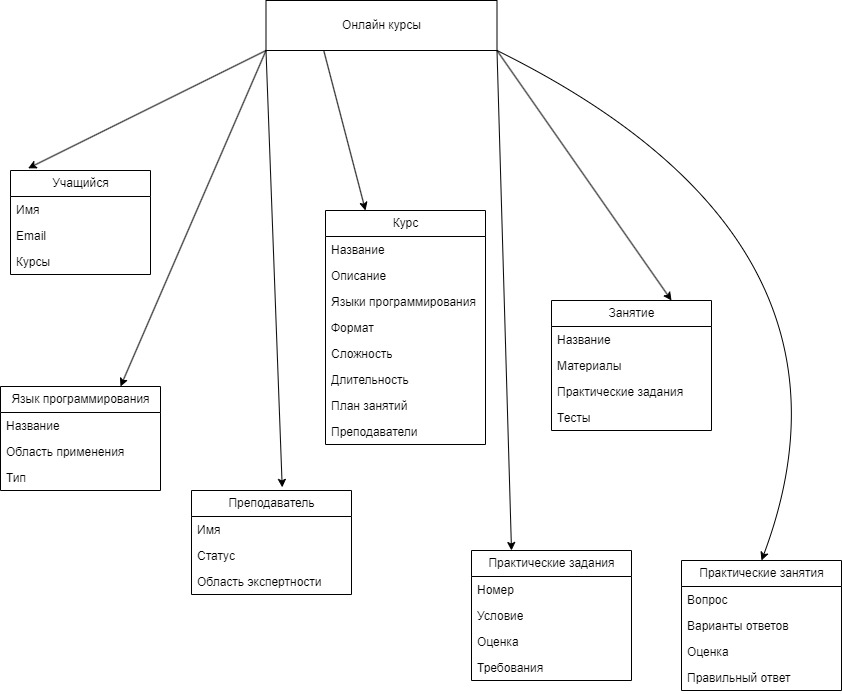 Онлайн курсы
Учащийся
Имя
Email
Курсы
Язык программирования
Название
Область применения
Тип
Преподаватель
Имя
Статус
Область экспертности
Курс
Название
Описание
Языки программирования
Формат
Сложность
Длительность
План занятий
Преподаватели
Практические задания
Номер
Условие
Оценка
Требования
Занятие
Название
Материалы
Практические задания
Тесты
Практические занятия
Вопрос
Варианты ответов
Оценка
Правильный ответ